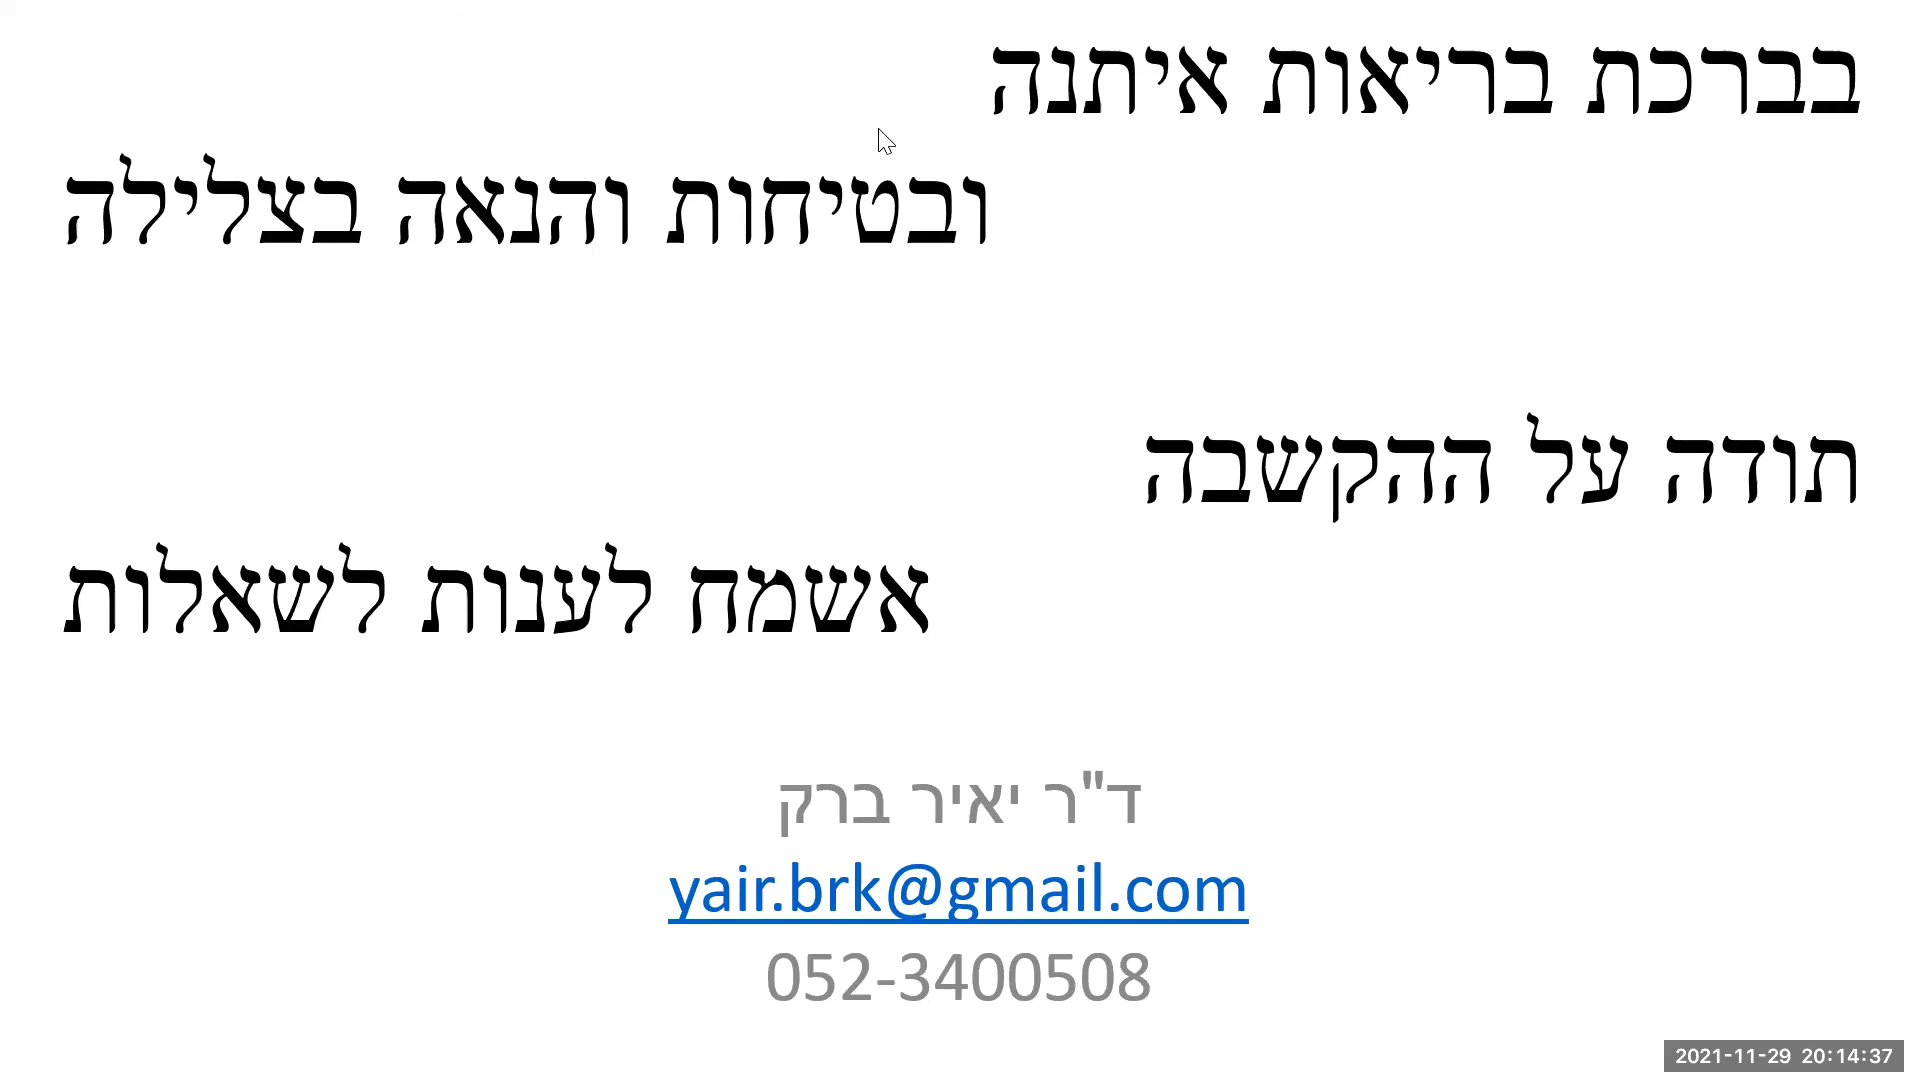 בברכת בריאות איתנה
ובטיחות והנאה בצלילה
תודה על ההקשבה
אשמח לענות לשאלות
ד"ר יאיר ברק
yair.brk@gmail.com
052-3400508
2021-11-29 20:14:37